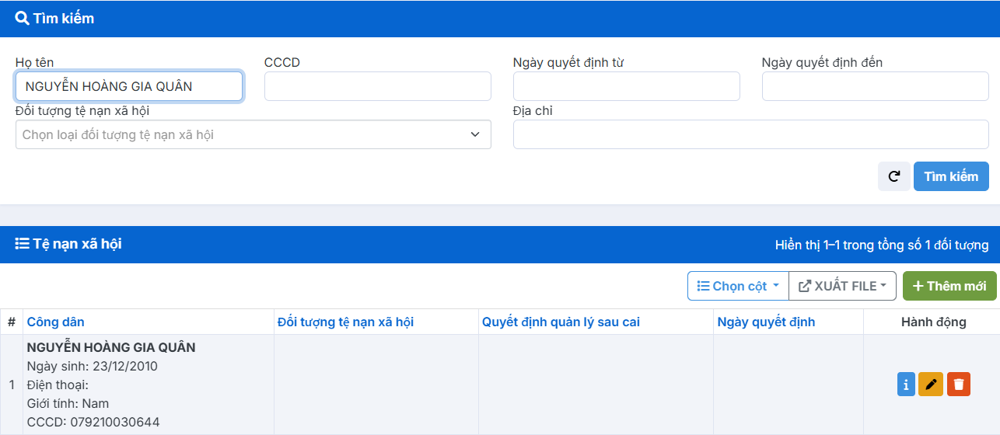 Tìm kiếm
Họ tên
CCCD
Ngày quyết định từ
Ngày quyết định đến
NGUYỄN HOÀNG GIA QUÂN
Đối tượng tệ nạn xã hội
Địa chỉ
Chọn loại đối tượng tệ nạn xã hội
Tìm kiếm
Tệ nạn xã hội
Hiển thị 1–1 trong tổng số 1 đối tượng
Chọn cột
XUẤT FILE
Thêm mới
# Công dân Đối tượng tệ nạn xã hội Quyết định quản lý sau cai Ngày quyết định Hành động
NGUYỄN HOÀNG GIA QUÂN
Ngày sinh: 23/12/2010
1 Điện thoại:
Giới tính: Nam
CCCD: 079210030644